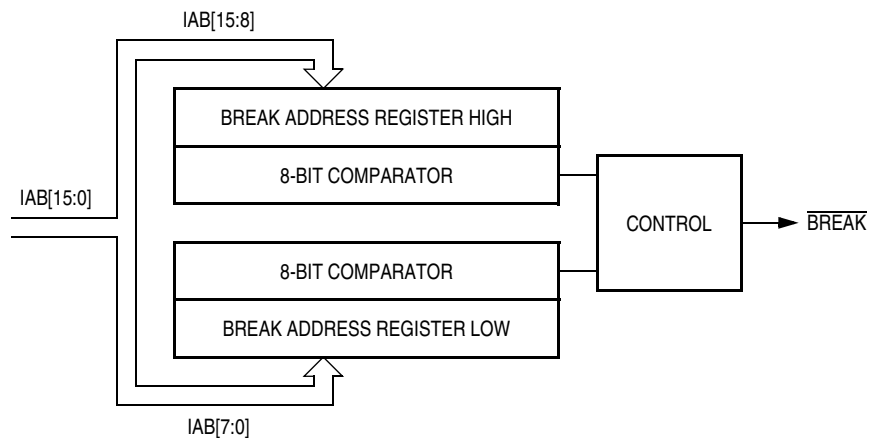 IAB[15:8]
BREAK ADDRESS REGISTER HIGH
8-BIT COMPARATOR
IAB[15:0]
CONTROL
BREAK
8-BIT COMPARATOR
BREAK ADDRESS REGISTER LOW
IAB[7:0]